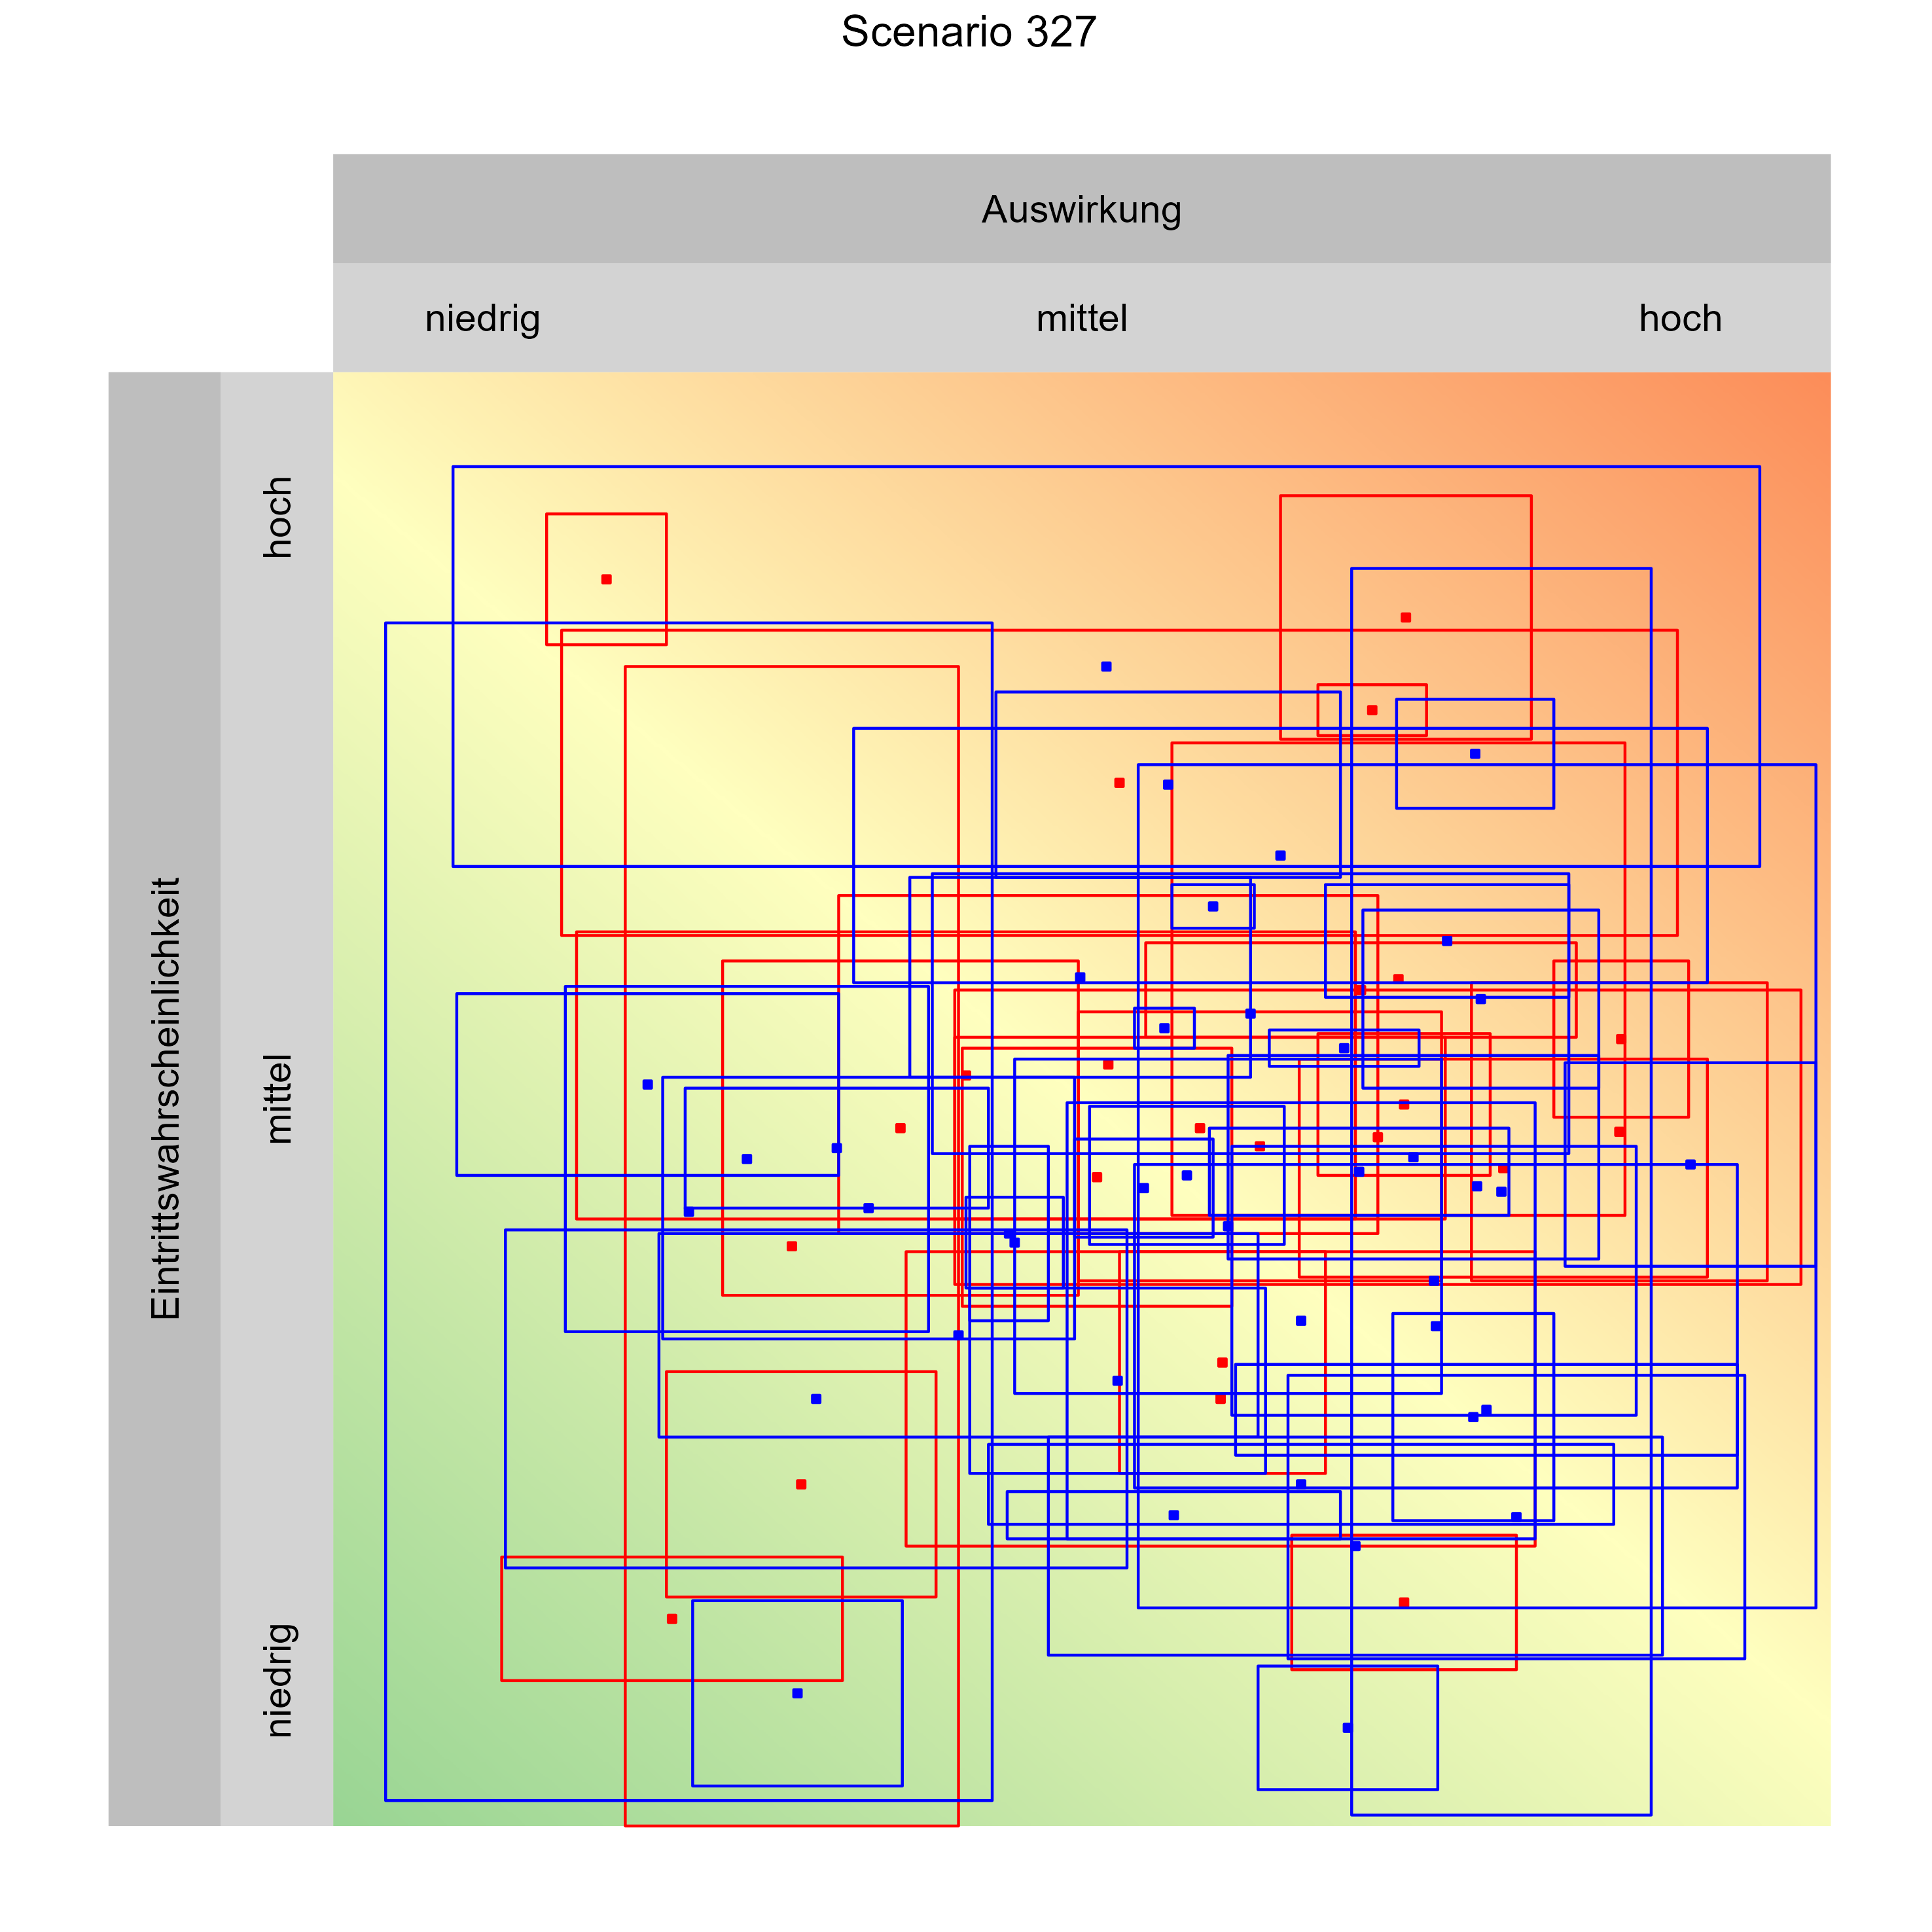 Scenario 327
Auswirkung
niedrig
mittel
hoch
Eintrittswahrscheinlichkeit
hoch
mittel
niedrig